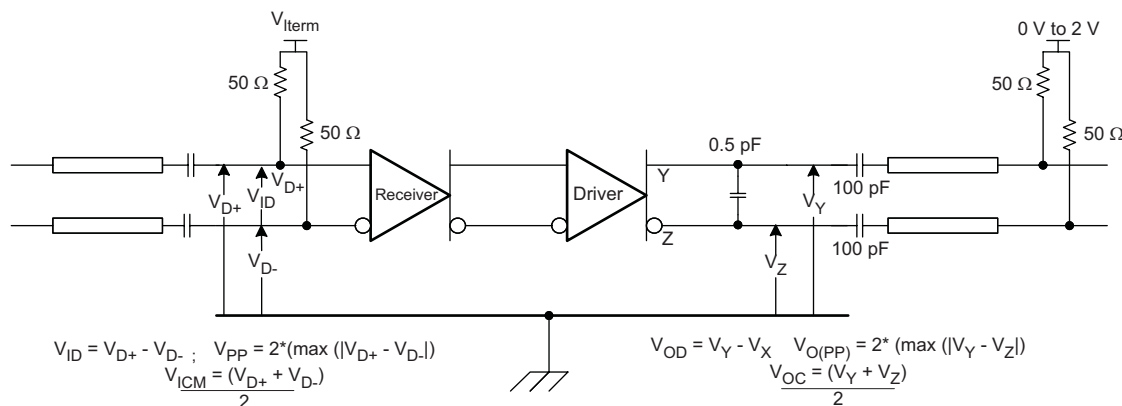 V_Iterm
0 V to 2 V
50 Ω
50 Ω
50 Ω
50 Ω
V_D+
V_ID
V_D+
Receiver
Driver
Y
Z
0.5 pF
100 pF
100 pF
V_Y
V_Z
V_D-
V_ID = V_D+ - V_D- ; V_PP = 2*(max (|V_D+ - V_D-|)
V_ICM = (V_D+ + V_D-)
2
V_OD = V_Y - V_X V_O(PP) = 2* (max (|V_Y - V_Z|)
V_OC = (V_Y + V_Z)
2